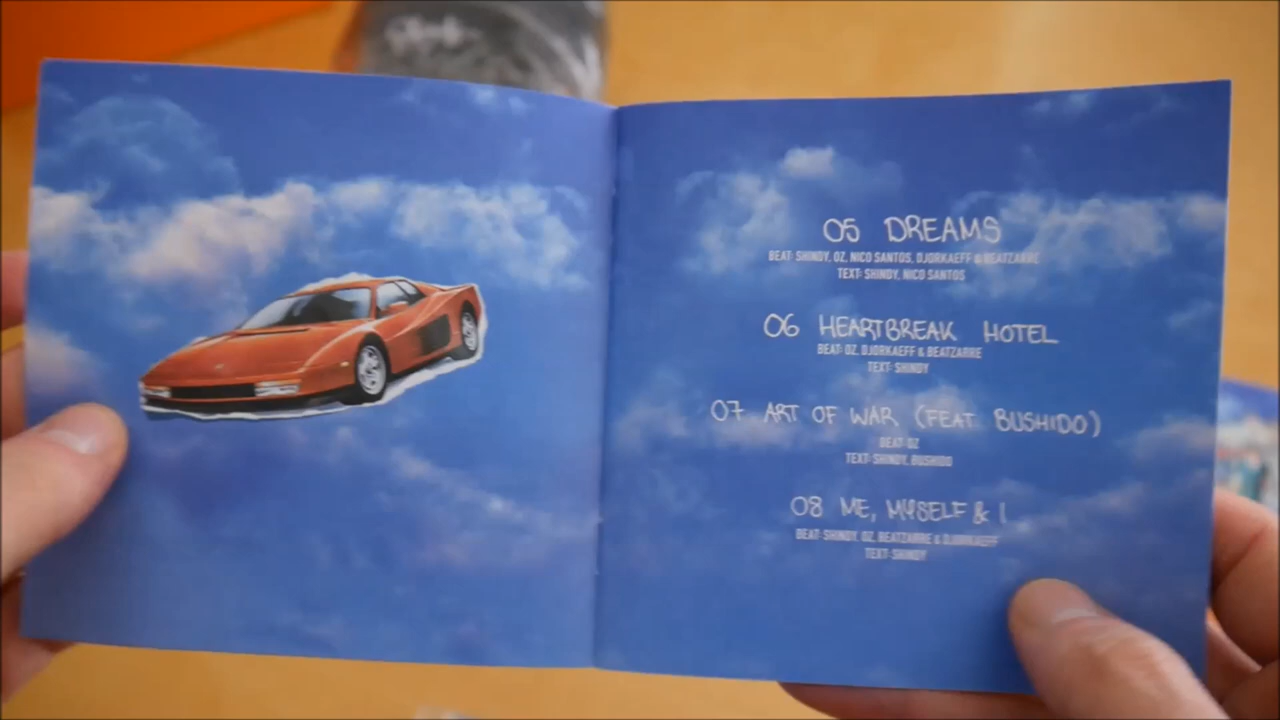 05 DREAMS
BEAT: SHINDY, OZ, NICO SANTOS, DJORKAEFF & BEATZARRE
TEXT: SHINDY, NICO SANTOS
06 HEARTBREAK HOTEL
BEAT: OZ, DJORKAEFF & BEATZARRE
TEXT: SHINDY
07 ART OF WAR (FEAT. BUSHIDO)
BEAT: OZ
TEXT: SHINDY, BUSHIDO
08 ME, MYSELF & I
BEAT: SHINDY, OZ, BEATZARRE & DJORKAEFF
TEXT: SHINDY